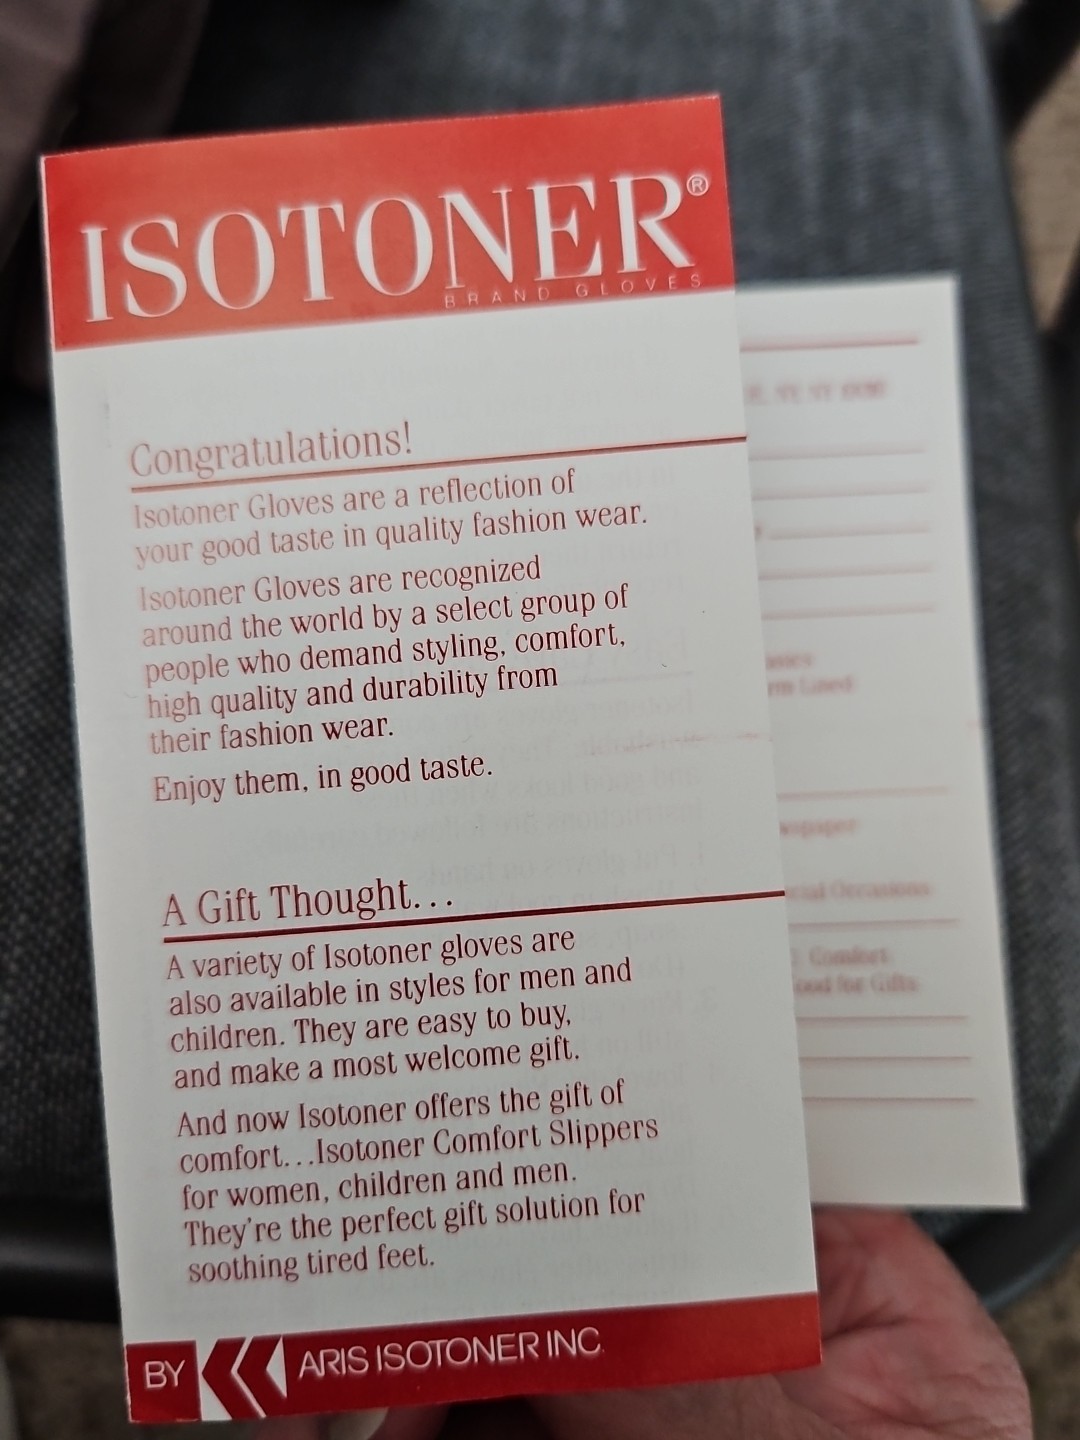 ISOTONER®
BRAND GLOVES
Congratulations!
Isotoner Gloves are a reflection of
your good taste in quality fashion wear.
Isotoner Gloves are recognized
around the world by a select group of
people who demand styling, comfort,
high quality and durability from
their fashion wear.
Enjoy them, in good taste.
A Gift Thought...
A variety of Isotoner gloves are
also available in styles for men and
children. They are easy to buy,
and make a most welcome gift.
And now Isotoner offers the gift of
comfort...Isotoner Comfort Slippers
for women, children and men.
They're the perfect gift solution for
soothing tired feet.
BY ARIS ISOTONER INC.
Lined
Occasions
Comfort
for Gifts